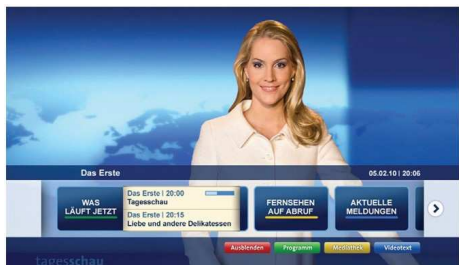 Das Erste
05.02.10 | 20:06
WAS
LÄUFT JETZT
Das Erste | 20:00
Tagesschau
Das Erste | 20:15
Liebe und andere Delikatessen
FERNSEHEN
AUF ABRUF
AKTUELLE
MELDUNGEN
Ausblenden
Programm
Mediathek
Videotext
tagesschau